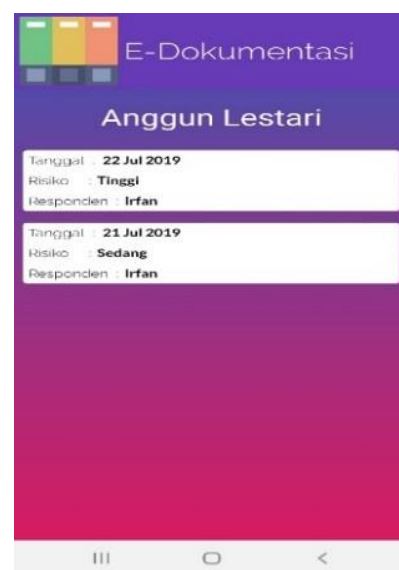 E-Dokumentasi
Anggun Lestari
Tanggal : 22 Jul 2019
Risiko : Tinggi
Responden : Irfan
Tanggal : 21 Jul 2019
Risiko : Sedang
Responden : Irfan